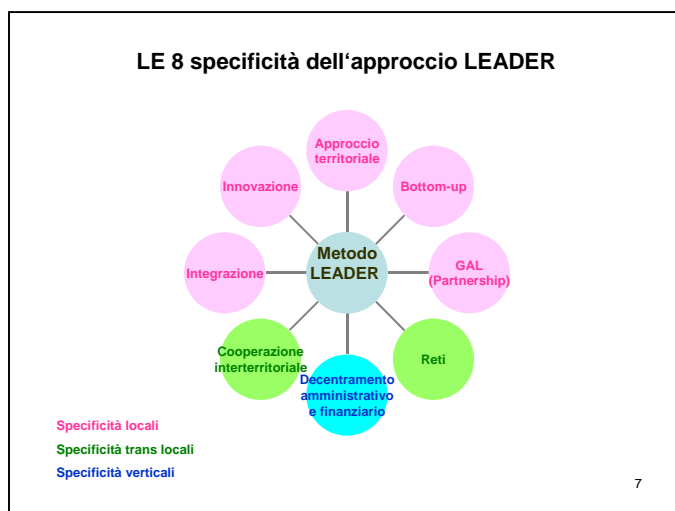 LE 8 specificità dell'approccio LEADER
Approccio
territoriale
Innovazione
Bottom-up
Metodo
LEADER
Integrazione
GAL
(Partnership)
Cooperazione
interterritoriale
Reti
Decentramento
amministrativo
e finanziario
Specificità locali
Specificità trans locali
Specificità verticali
7